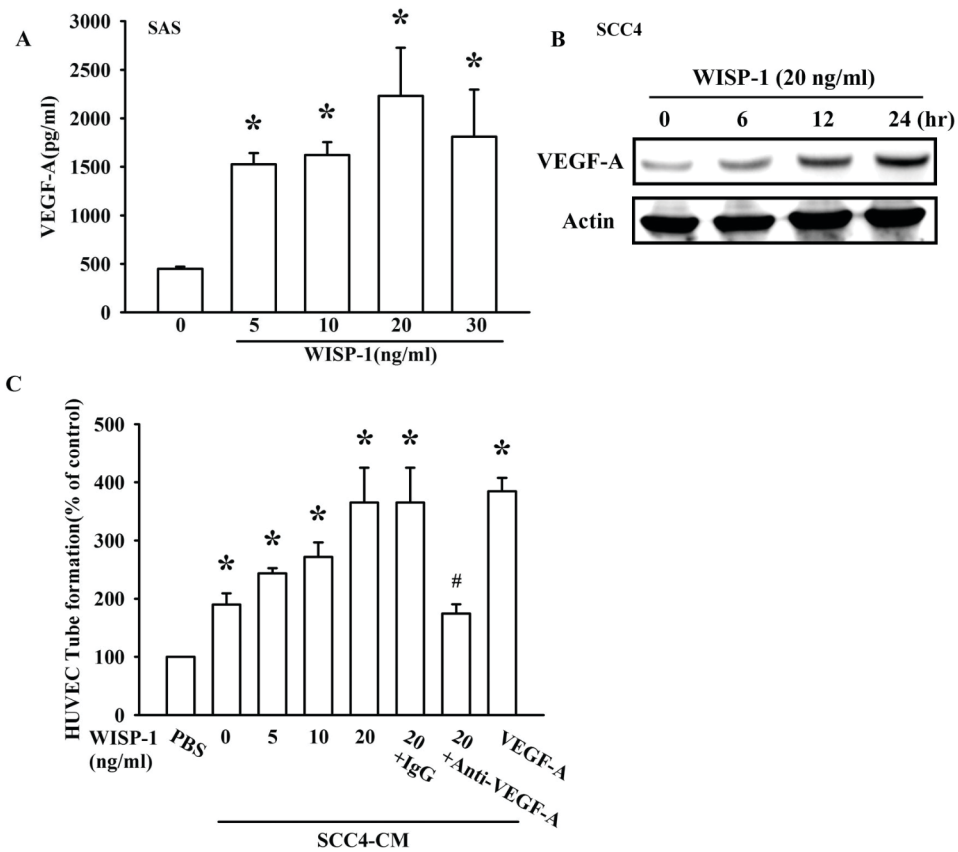 A
SAS
VEGF-A(pg/ml)
3000
2500
2000
1500
1000
500
0
* * * *
0 5 10 20 30
WISP-1(ng/ml)
B
SCC4
WISP-1 (20 ng/ml)
0 6 12 24 (hr)
VEGF-A
Actin
C
HUVEC Tube formation(% of control)
500
400
300
200
100
0
* * * * * # *
WISP-1
(ng/ml)
PBS 0 5 10 20 20 +IgG 20 +Anti-VEGF-A VEGF-A
SCC4-CM